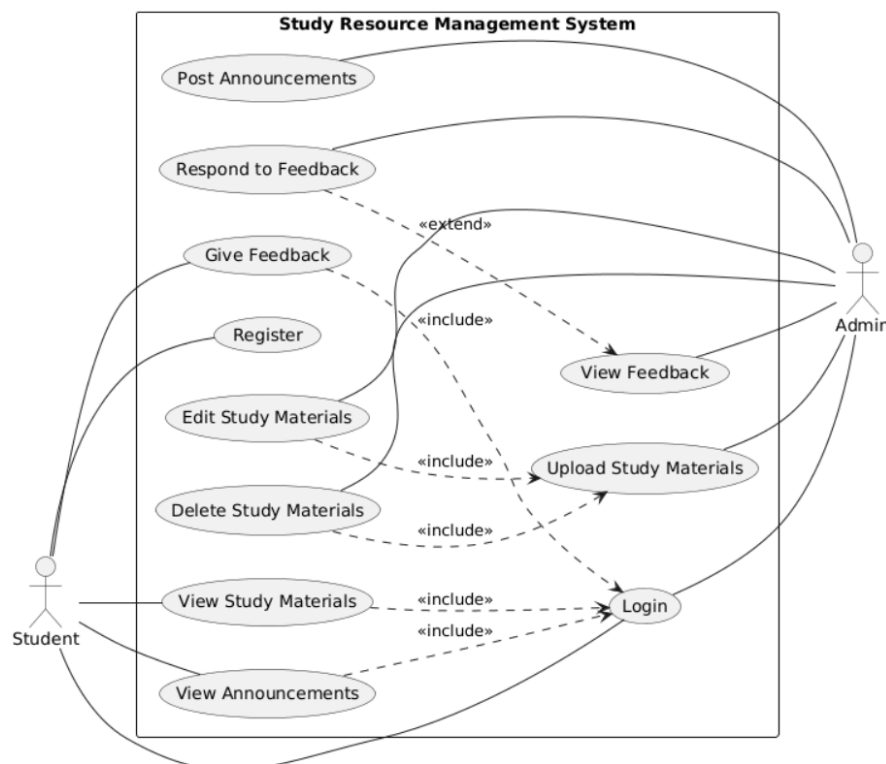 Study Resource Management System
Post Announcements
Respond to Feedback
«extend»
Give Feedback
«include»
Register
Admin
View Feedback
Edit Study Materials
«include»
Upload Study Materials
Delete Study Materials
«include»
View Study Materials
«include»
Login
«include»
Student
View Announcements